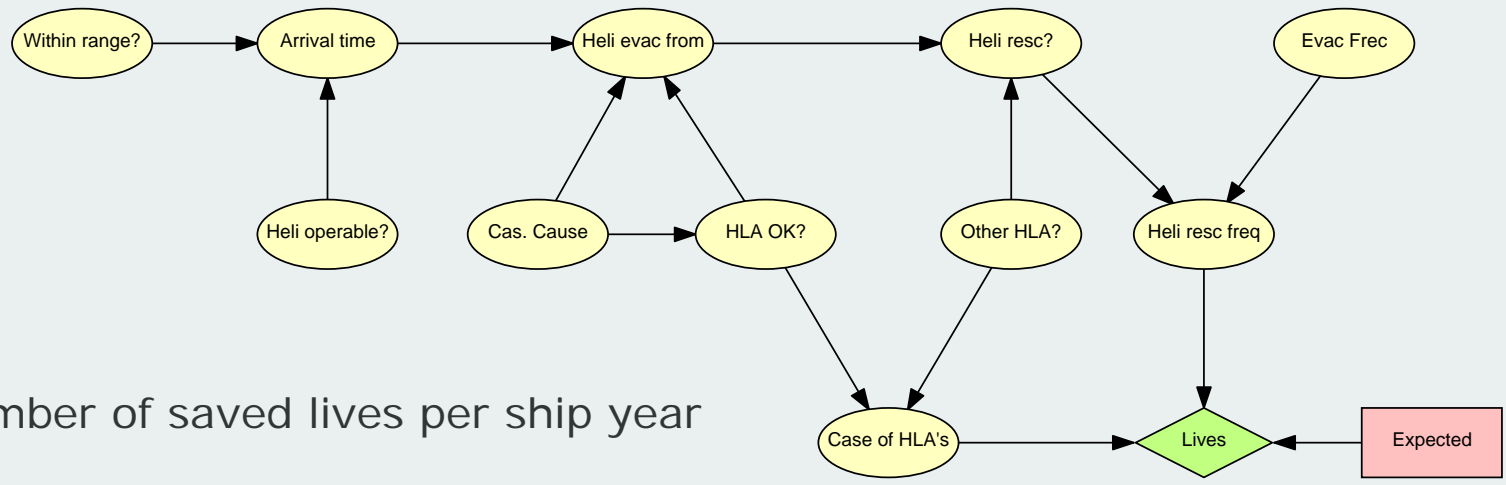 Within range?
Arrival time
Heli evac from
Heli resc?
Evac Frec
Heli operable?
Cas. Cause
HLA OK?
Other HLA?
Heli resc freq
mber of saved lives per ship year
Case of HLA's
Lives
Expected